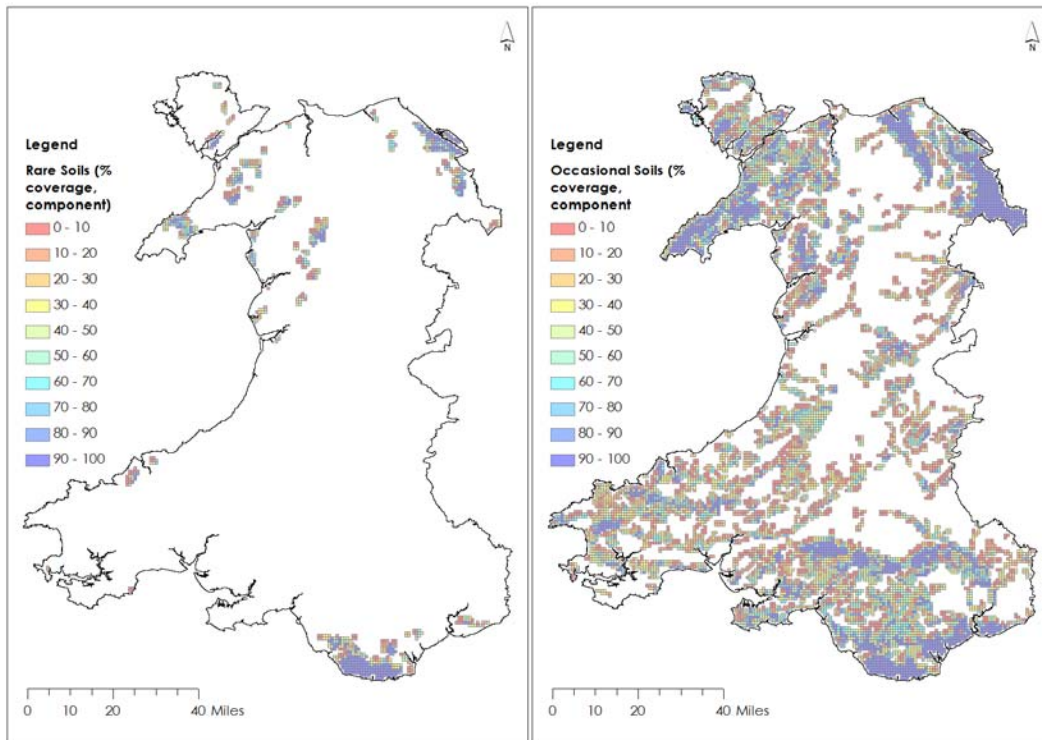 N
Legend
Rare Soils (%
coverage,
component)
0 - 10
10 - 20
20 - 30
30 - 40
40 - 50
50 - 60
60 - 70
70 - 80
80 - 90
90 - 100
0 10 20 40 Miles
N
Legend
Occasional Soils (%
coverage,
component
0 - 10
10 - 20
20 - 30
30 - 40
40 - 50
50 - 60
60 - 70
70 - 80
80 - 90
90 - 100
0 10 20 40 Miles